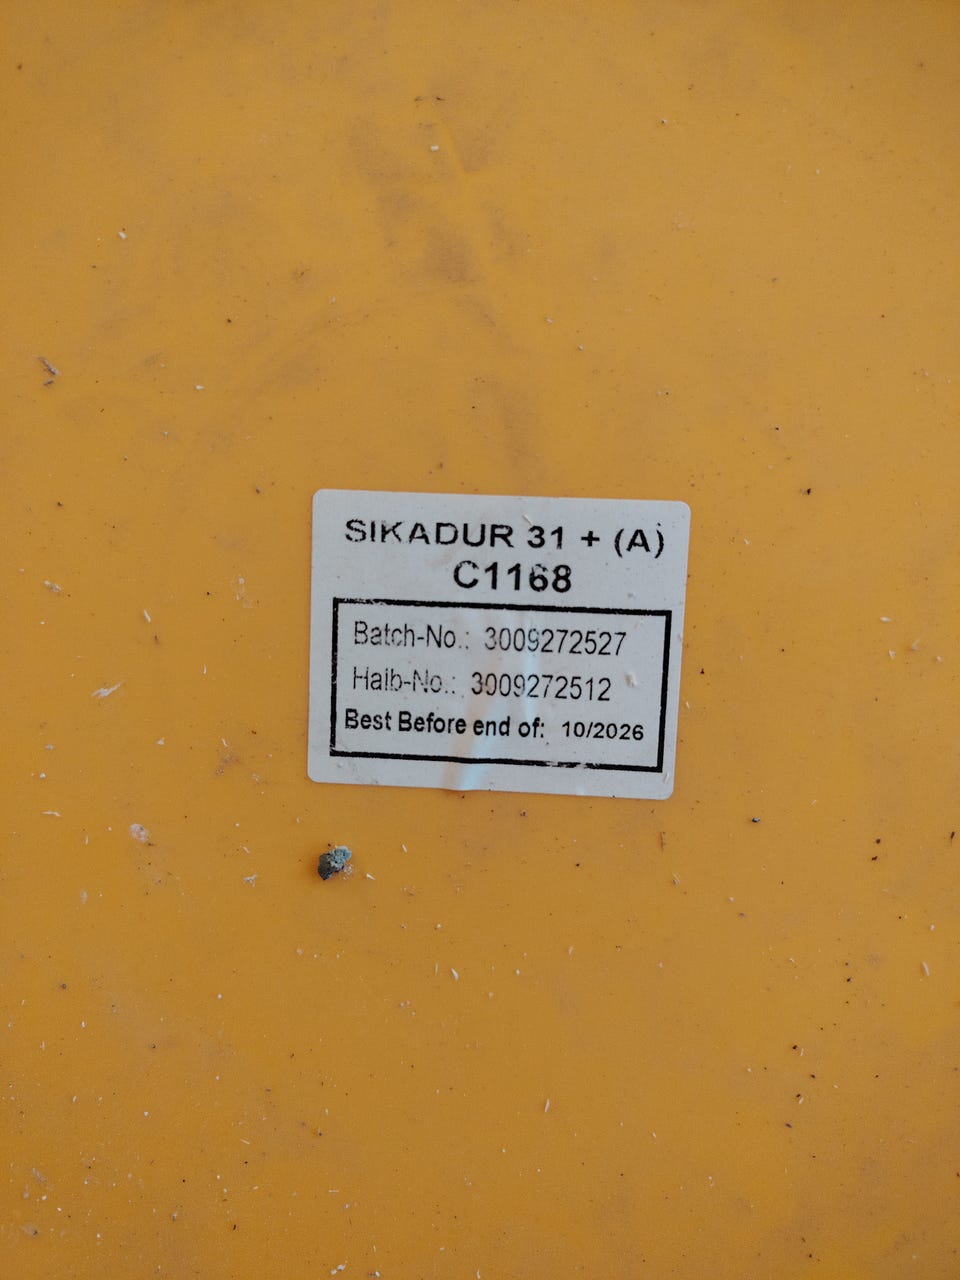 SIKADUR 31 + (A)
C1168
Batch-No.: 3009272527
Halb-No.: 3009272512
Best Before end of: 10/2026